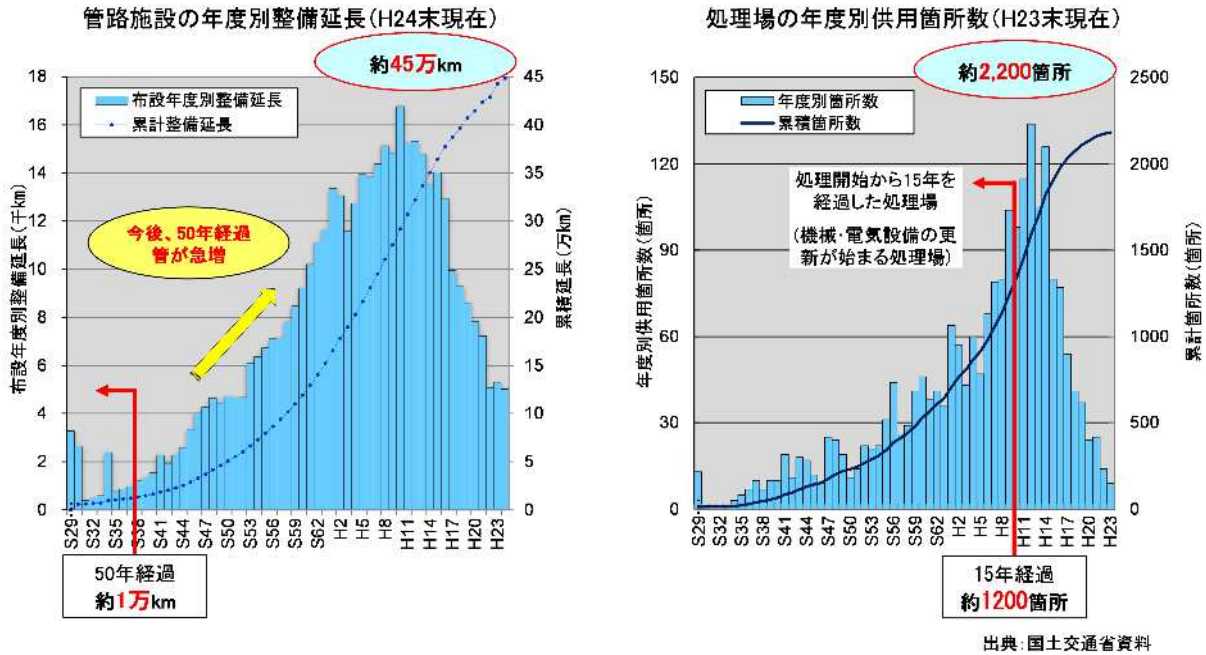 管路施設の年度別整備延長(H24末現在)
約45万km
布設年度別整備延長
累計整備延長
今後、50年経過
管が急増
布設年度別整備延長(千km)
18
16
14
12
10
8
6
4
2
0
累積延長(万km)
45
40
35
30
25
20
15
10
5
0
S29
S32
S35
S38
S41
S44
S47
S50
S53
S56
S59
S62
H2
H5
H8
H11
H14
H17
H20
H23
50年経過
約1万km
処理場の年度別供用箇所数(H23末現在)
約2,200箇所
年度別箇所数
累積箇所数
処理開始から15年を
経過した処理場
(機械・電気設備の更
新が始まる処理場)
年度別供用箇所数(箇所)
150
120
90
60
30
0
累計箇所数(箇所)
2500
2000
1500
1000
500
0
S29
S32
S35
S38
S41
S44
S47
S50
S53
S56
S59
S62
H2
H5
H8
H11
H14
H17
H20
H23
15年経過
約1200箇所
出典:国土交通省資料